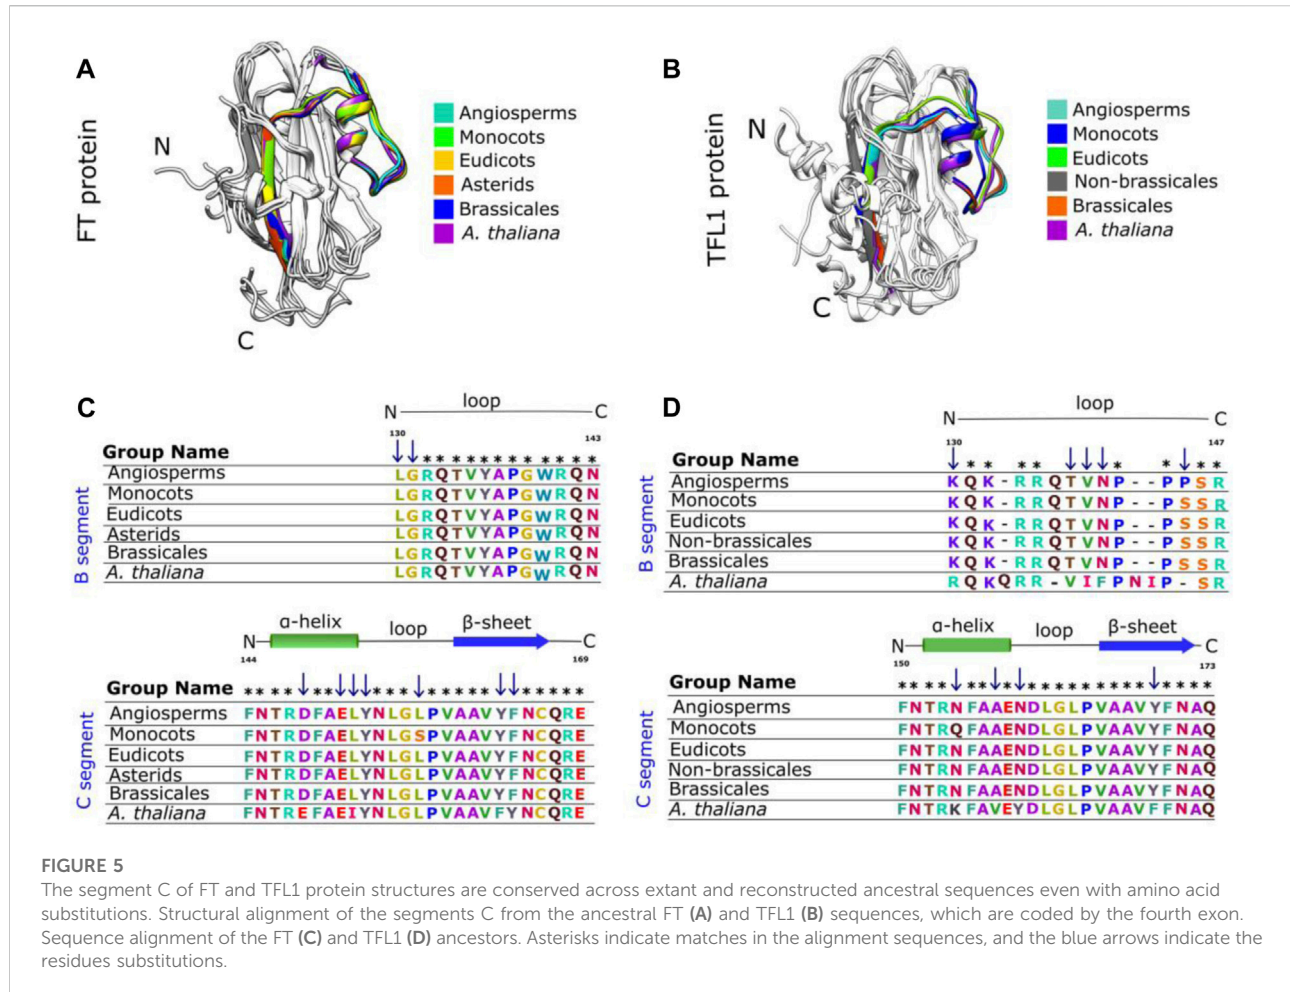 A
FT protein
N
C
Angiosperms
Monocots
Eudicots
Asterids
Brassicales
A. thaliana
B
TFL1 protein
N
C
Angiosperms
Monocots
Eudicots
Non-brassicales
Brassicales
A. thaliana
C
N loop C
130 143
Group Name ************
B segment
Angiosperms LGRQTVYAPGWRQN
Monocots LGRQTVYAPGWRQN
Eudicots LGRQTVYAPGWRQN
Asterids LGRQTVYAPGWRQN
Brassicales LGRQTVYAPGWRQN
A. thaliana LGRQTVYAPGWRQN
α-helix loop β-sheet
N C
144 169
Group Name
C segment
Angiosperms FNTRDFAELYNLGLPVAAVYFNCQRE
Monocots FNTRDFAELYNLGSPVAAVYFNCQRE
Eudicots FNTRDFAELYNLGLPVAAVYFNCQRE
Asterids FNTRDFAELYNLGLPVAAVYFNCQRE
Brassicales FNTRDFAELYNLGLPVAAVYFNCQRE
A. thaliana FNTREFAEIYNLGLPVAAVFYNCQRE
D
N loop C
130 147
Group Name
B segment
Angiosperms KQK-RRQTVNP--PPSR
Monocots KQK-RRQTVNP--PSSR
Eudicots KQK-RRQTVNP--PSSR
Non-brassicales KQK-RRQTVNP--PSSR
Brassicales KQK-RRQTVNP--PSSR
A. thaliana RQKQRR-VIFPNIP-SR
α-helix loop β-sheet
N C
150 173
Group Name
C segment
Angiosperms FNTRNFAAENDLGLPVAAVYFNAQ
Monocots FNTRQFAAENDLGLPVAAVYFNAQ
Eudicots FNTRNFAAENDLGLPVAAVYFNAQ
Non-brassicales FNTRNFAAENDLGLPVAAVYFNAQ
Brassicales FNTRNFAAENDLGLPVAAVYFNAQ
A. thaliana FNTRKFAVEYDLGLPVAAVFFNAQ
FIGURE 5
The segment C of FT and TFL1 protein structures are conserved across extant and reconstructed ancestral sequences even with amino acid
substitutions. Structural alignment of the segments C from the ancestral FT (A) and TFL1 (B) sequences, which are coded by the fourth exon.
Sequence alignment of the FT (C) and TFL1 (D) ancestors. Asterisks indicate matches in the alignment sequences, and the blue arrows indicate the
residues substitutions.